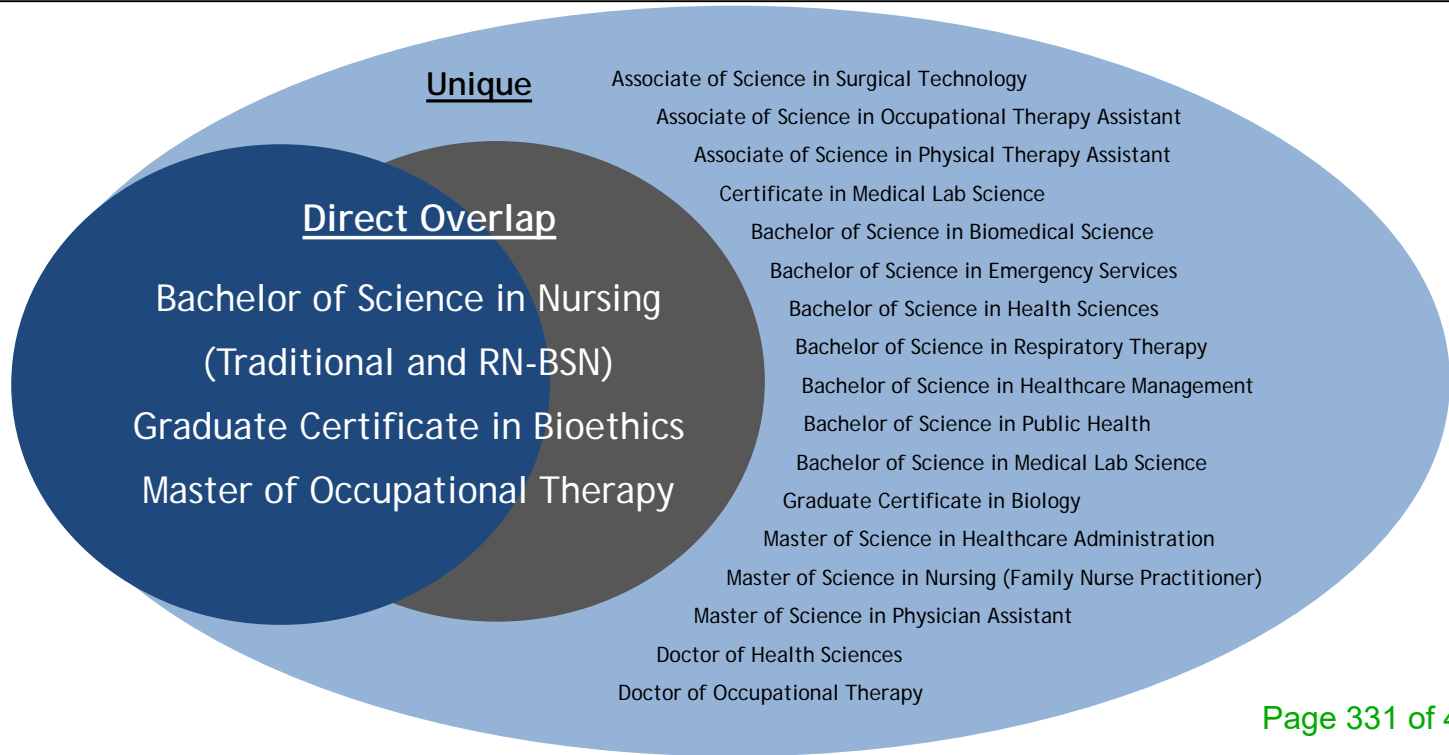 Unique
Associate of Science in Surgical Technology
Associate of Science in Occupational Therapy Assistant
Associate of Science in Physical Therapy Assistant
Certificate in Medical Lab Science
Bachelor of Science in Biomedical Science
Bachelor of Science in Emergency Services
Bachelor of Science in Health Sciences
Bachelor of Science in Respiratory Therapy
Bachelor of Science in Healthcare Management
Bachelor of Science in Public Health
Bachelor of Science in Medical Lab Science
Graduate Certificate in Biology
Master of Science in Healthcare Administration
Master of Science in Nursing (Family Nurse Practitioner)
Master of Science in Physician Assistant
Doctor of Health Sciences
Doctor of Occupational Therapy
Direct Overlap
Bachelor of Science in Nursing
(Traditional and RN-BSN)
Graduate Certificate in Bioethics
Master of Occupational Therapy
Page 331 of